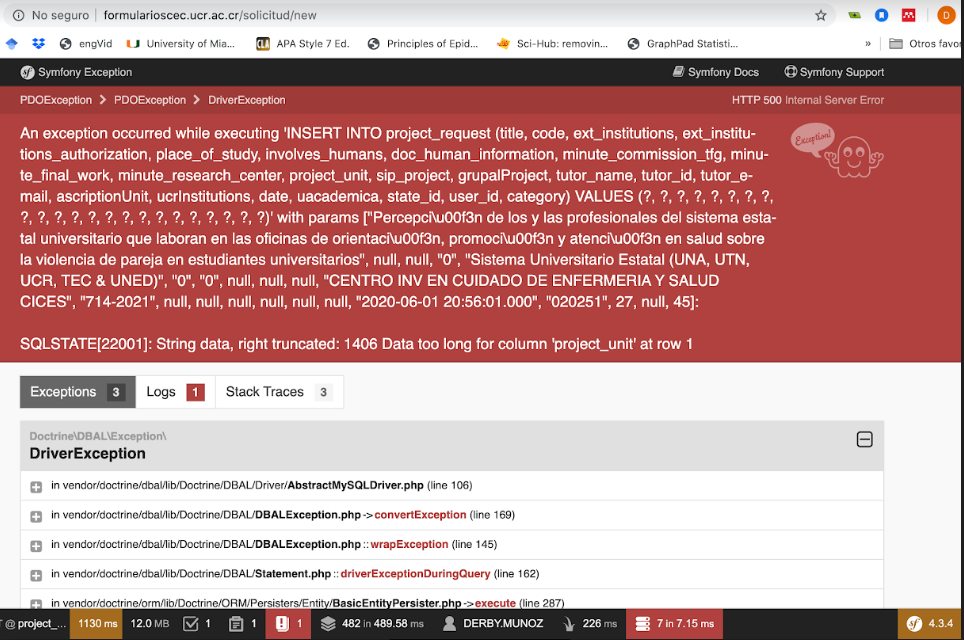 No seguro | formularioscec.ucr.ac.cr/solicitud/new
D
engVid University of Mia... CLA APA Style 7 Ed. Principles of Epid... Sci-Hub: removin... GraphPad Statisti... » Otros favor
sf Symfony Exception Symfony Docs Symfony Support
PDOException > PDOException > DriverException HTTP 500 Internal Server Error
Exception!
An exception occurred while executing 'INSERT INTO project_request (title, code, ext_institutions, ext_institu-
tions_authorization, place_of_study, involves_humans, doc_human_information, minute_commission_tfg, minu-
te_final_work, minute_research_center, project_unit, sip_project, grupalProject, tutor_name, tutor_id, tutor_e-
mail, ascriptionUnit, ucrInstitutions, date, uacademica, state_id, user_id, category) VALUES (?, ?, ?, ?, ?, ?, ?, ?,
?, ?, ?, ?, ?, ?, ?, ?, ?, ?, ?, ?, ?, ?, ?)' with params ["Percepci\u00f3n de los y las profesionales del sistema esta-
tal universitario que laboran en las oficinas de orientaci\u00f3n, promoci\u00f3n y atenci\u00f3n en salud sobre
la violencia de pareja en estudiantes universitarios", null, null, "0", "Sistema Universitario Estatal (UNA, UTN,
UCR, TEC & UNED)", "0", "0", null, null, null, "CENTRO INV EN CUIDADO DE ENFERMERIA Y SALUD
CICES", "714-2021", null, null, null, null, null, null, "2020-06-01 20:56:01.000", "020251", 27, null, 45]:
SQLSTATE[22001]: String data, right truncated: 1406 Data too long for column 'project_unit' at row 1
Exceptions 3 Logs 1 Stack Traces 3
Doctrine\DBAL\Exception\
DriverException
in vendor/doctrine/dbal/lib/Doctrine/DBAL/Driver/AbstractMySQLDriver.php (line 106)
in vendor/doctrine/dbal/lib/Doctrine/DBAL/DBALException.php->convertException (line 169)
in vendor/doctrine/dbal/lib/Doctrine/DBAL/DBALException.php::wrapException (line 145)
in vendor/doctrine/dbal/lib/Doctrine/DBAL/Statement.php::driverExceptionDuringQuery (line 162)
in vendor/doctrine/orm/lib/Doctrine/ORM/Persisters/Entity/BasicEntityPersister.php->execute (line 287)
@ project_... 1130 ms 12.0 MB 1 1 1 482 in 489.58 ms DERBY.MUNOZ 226 ms 7 in 7.15 ms sf 4.3.4